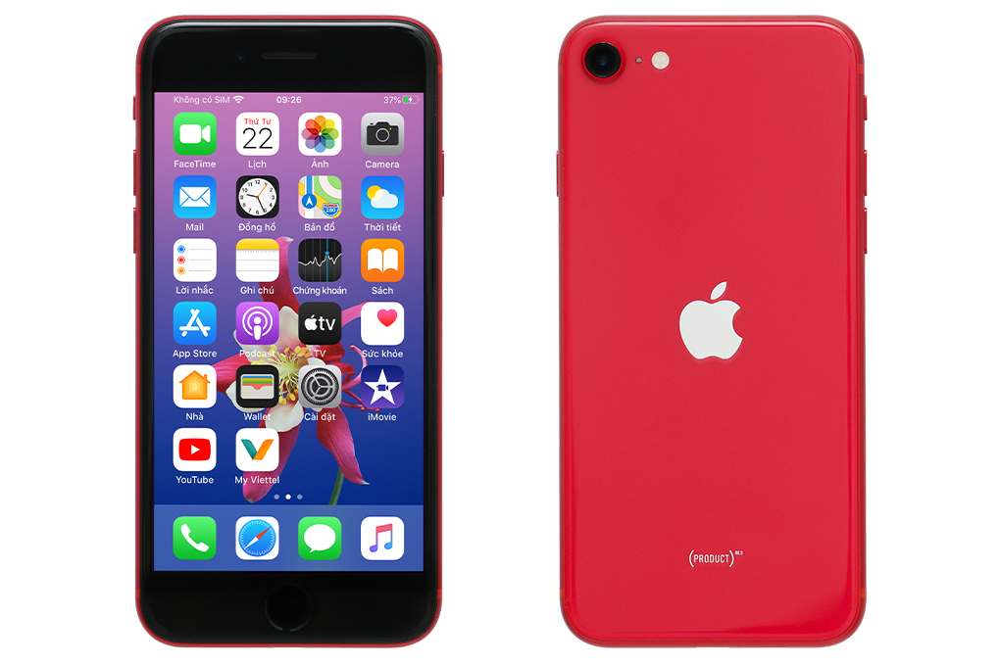 Không có SIM 09:26 37%
Thứ Tư
22
FaceTime Lịch Ảnh Camera
280
Mail Đồng hồ Bản đồ Thời tiết
Lời nhắc Ghi chú Chứng khoán Sách
tv
App Store Podcast TV Sức khỏe
Nhà Wallet Cài đặt iMovie
YouTube My Viettel
(PRODUCT)RED